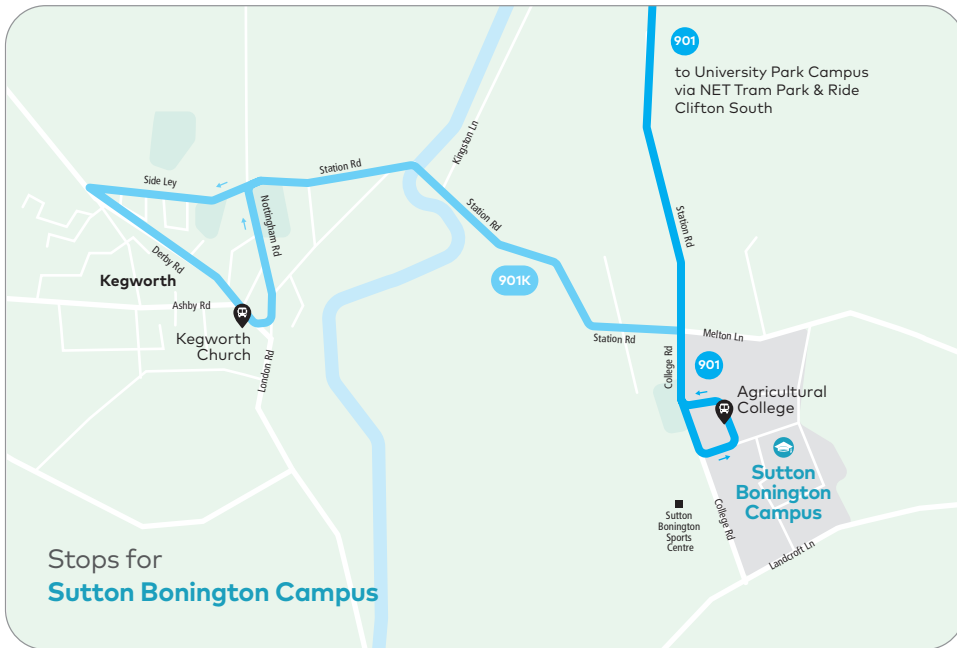 901
to University Park Campus
via NET Tram Park & Ride
Clifton South
Kingston Ln
Station Rd
Side Ley
Nottingham Rd
Station Rd
Station Rd
Derby Rd
Kegworth
901K
Ashby Rd
Kegworth
Church
London Rd
Station Rd
Melton Ln
College Rd
901
Agricultural
College
Sutton
Bonington
Campus
College Rd
Sutton
Bonington
Sports
Centre
Landcroft Ln
Stops for
Sutton Bonington Campus